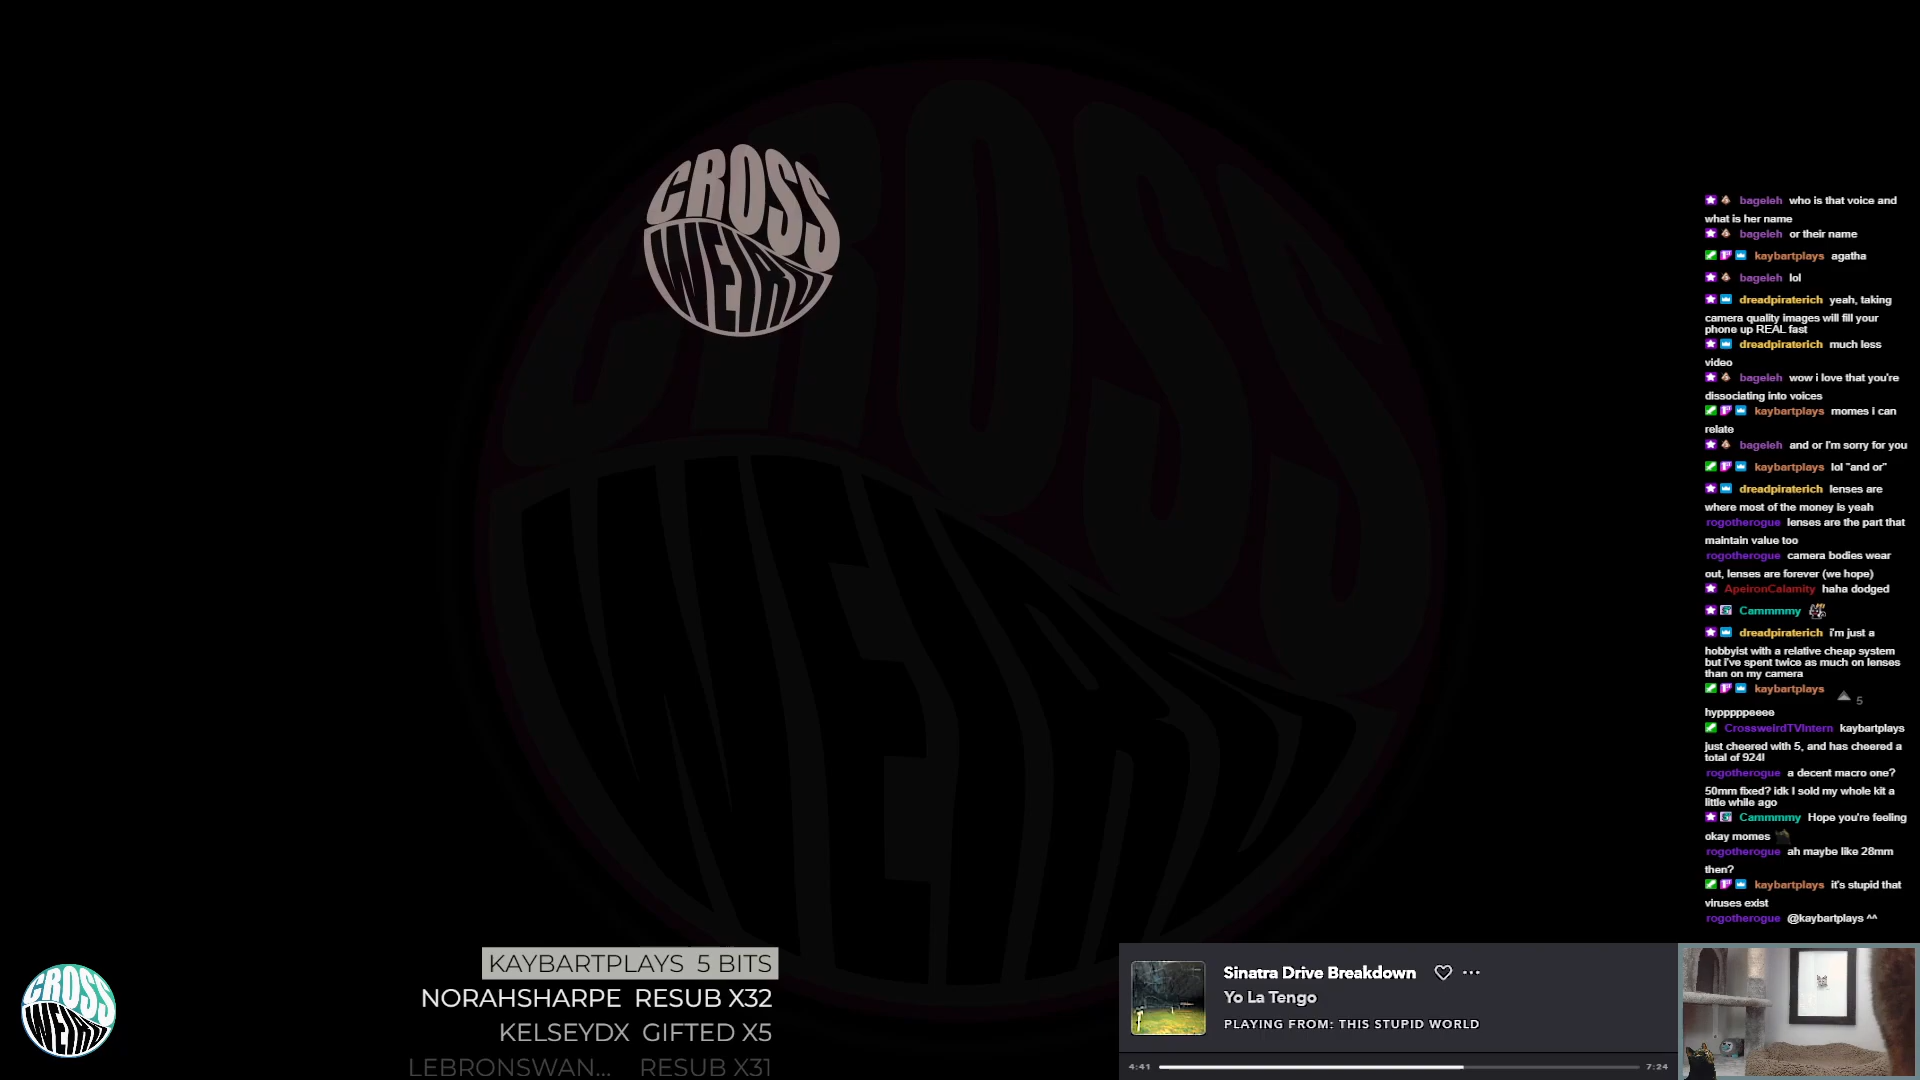 CROSS
WEIRD
CROSS
WEIRD
bageleh who is that voice and
what is her name
bageleh or their name
kaybartplays agatha
bageleh lol
dreadpiraterich yeah, taking
camera quality images will fill your
phone up REAL fast
dreadpiraterich much less
video
bageleh wow i love that you're
dissociating into voices
kaybartplays momes i can
relate
bageleh and or I'm sorry for you
kaybartplays lol "and or"
dreadpiraterich lenses are
where most of the money is yeah
rogotherogue lenses are the part that
maintain value too
rogotherogue camera bodies wear
out, lenses are forever (we hope)
ApeironCalamity haha dodged
Cammmmy
dreadpiraterich i'm just a
hobbyist with a relative cheap system
but i've spent twice as much on lenses
than on my camera
kaybartplays 5
hypppppeeee
CrossweirdTVIntern kaybartplays
just cheered with 5, and has cheered a
total of 924!
rogotherogue a decent macro one?
50mm fixed? idk I sold my whole kit a
little while ago
Cammmmy Hope you're feeling
okay momes
rogotherogue ah maybe like 28mm
then?
kaybartplays it's stupid that
viruses exist
rogotherogue @kaybartplays ^^
KAYBARTPLAYS 5 BITS
NORAHSHARPE RESUB X32
KELSEYDX GIFTED X5
LEBRONSWAN... RESUB X31
CROSS
WEIRD
Sinatra Drive Breakdown
Yo La Tengo
PLAYING FROM: THIS STUPID WORLD
4:41 7:24